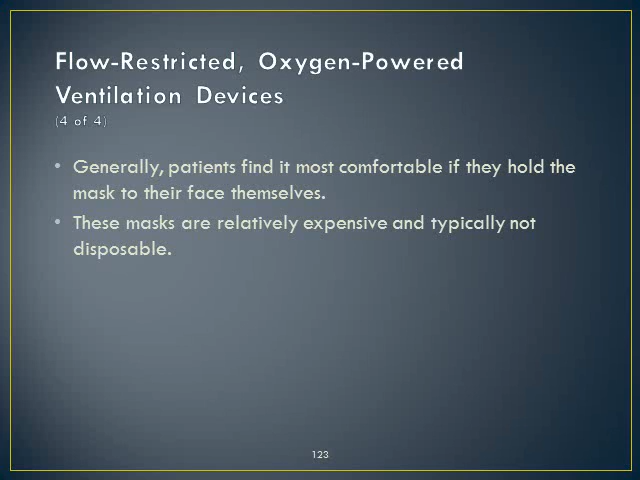 Flow-Restricted, Oxygen-Powered
Ventilation Devices
(4 of 4)
• Generally, patients find it most comfortable if they hold the
mask to their face themselves.
• These masks are relatively expensive and typically not
disposable.
123